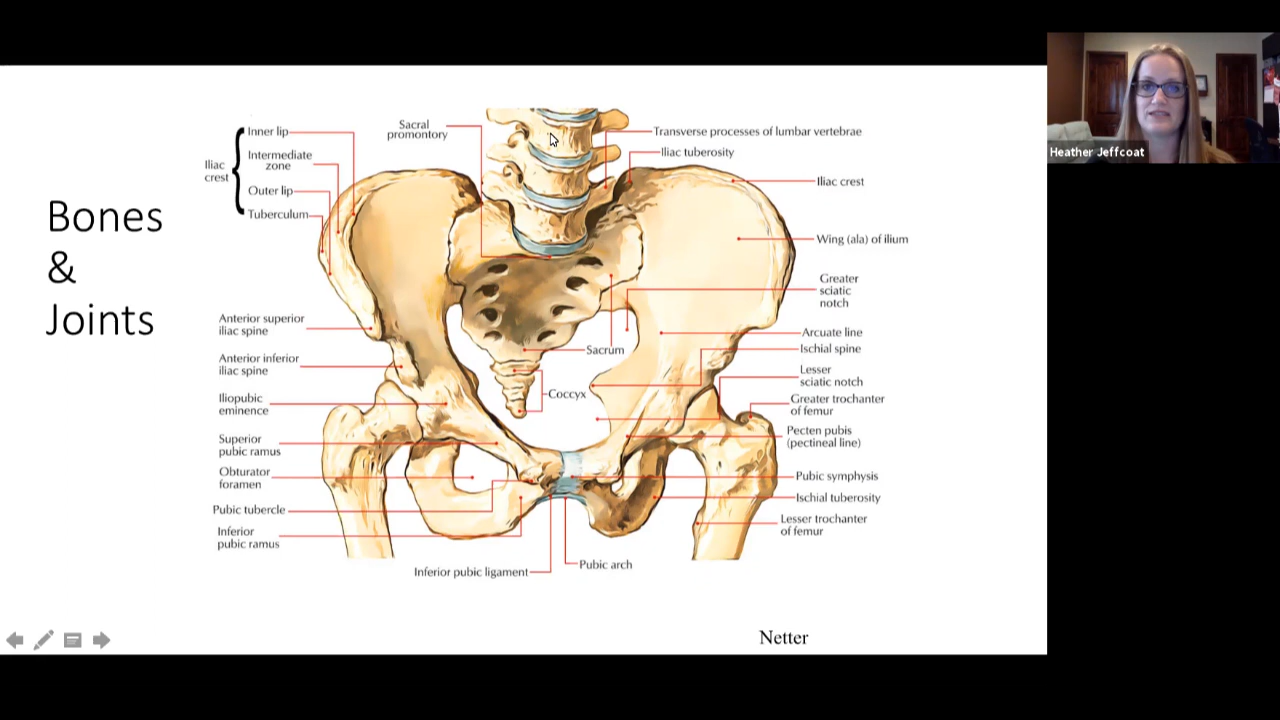 Heather Jeffcoat
Bones
&
Joints
Iliac
crest
Inner lip
Intermediate
zone
Outer lip
Tuberculum
Sacral
promontory
Transverse processes of lumbar vertebrae
Iliac tuberosity
Iliac crest
Wing (ala) of ilium
Greater
sciatic
notch
Arcuate line
Ischial spine
Lesser
sciatic notch
Greater trochanter
of femur
Pecten pubis
(pectineal line)
Pubic symphysis
Ischial tuberosity
Lesser trochanter
of femur
Anterior superior
iliac spine
Anterior inferior
iliac spine
Iliopubic
eminence
Superior
pubic ramus
Obturator
foramen
Pubic tubercle
Inferior
pubic ramus
Sacrum
Coccyx
Inferior pubic ligament
Pubic arch
Netter